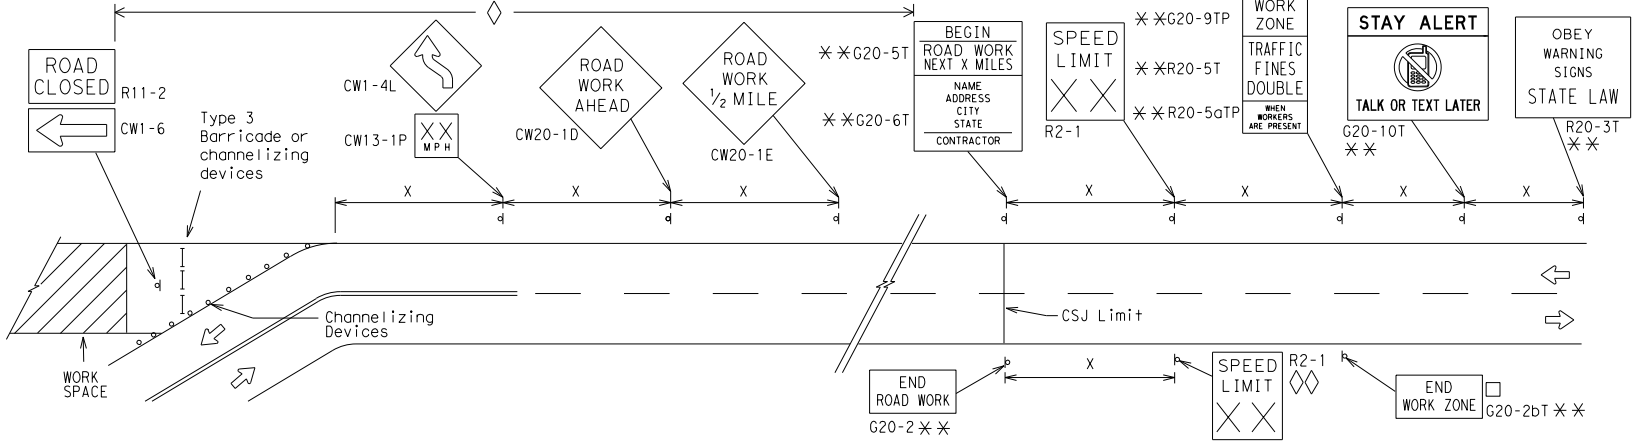 ROAD
CLOSED
R11-2
CW1-6
Type 3
Barricade or
channelizing
devices
CW1-4L
CW13-1P
XX
MPH
ROAD
WORK
AHEAD
CW20-1D
ROAD
WORK
1/2 MILE
CW20-1E
**G20-5T
**G20-6T
BEGIN
ROAD WORK
NEXT X MILES
NAME
ADDRESS
CITY
STATE
CONTRACTOR
SPEED
LIMIT
XX
R2-1
**G20-9TP
**R20-5T
**R20-5aTP
WORK
ZONE
TRAFFIC
FINES
DOUBLE
WHEN
WORKERS
ARE PRESENT
STAY ALERT
TALK OR TEXT LATER
G20-10T
**
OBEY
WARNING
SIGNS
STATE LAW
R20-3T
**
X
X
X
X
X
X
X
Channelizing
Devices
CSJ Limit
WORK
SPACE
END
ROAD WORK
G20-2 **
X
SPEED
LIMIT
XX
R2-1
END
WORK ZONE
G20-2bT **